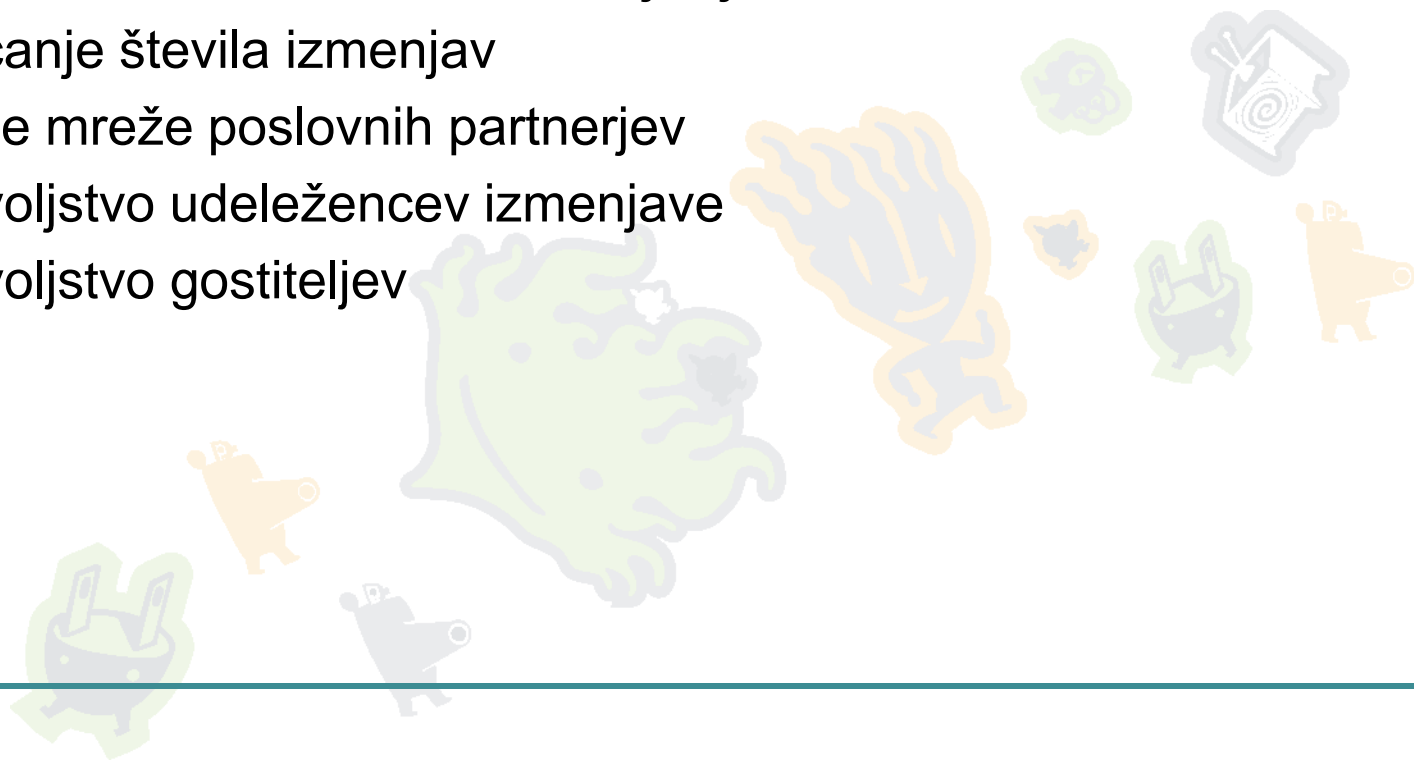 čanje števila izmenjav
e mreže poslovnih partnerjev
voljstvo udeležencev izmenjave
voljstvo gostiteljev